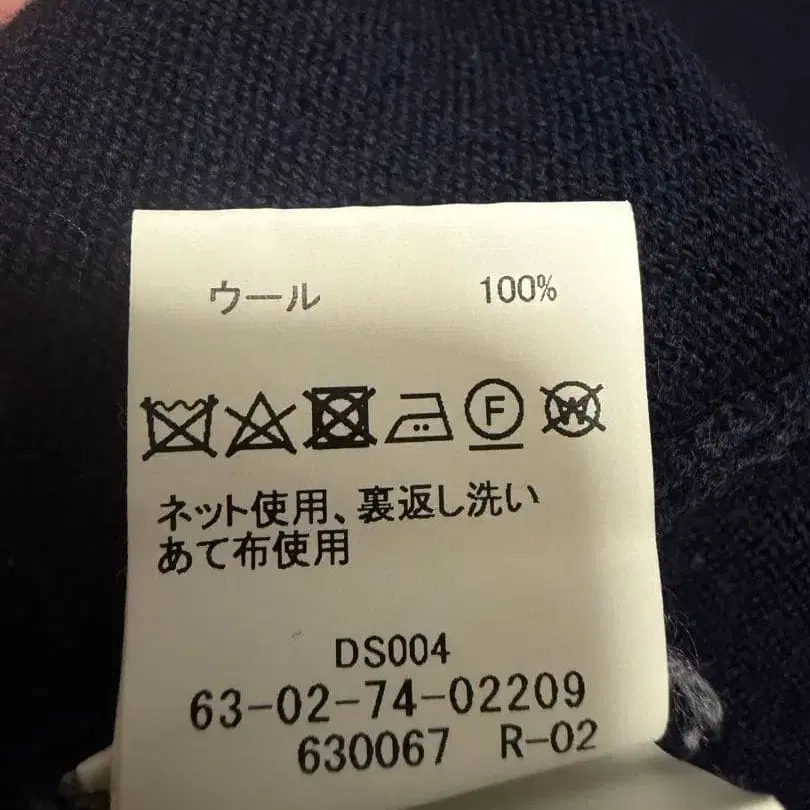 ウール 100%
F W
ネット使用、裏返し洗い
あて布使用
DS004
63-02-74-02209
630067 R-02